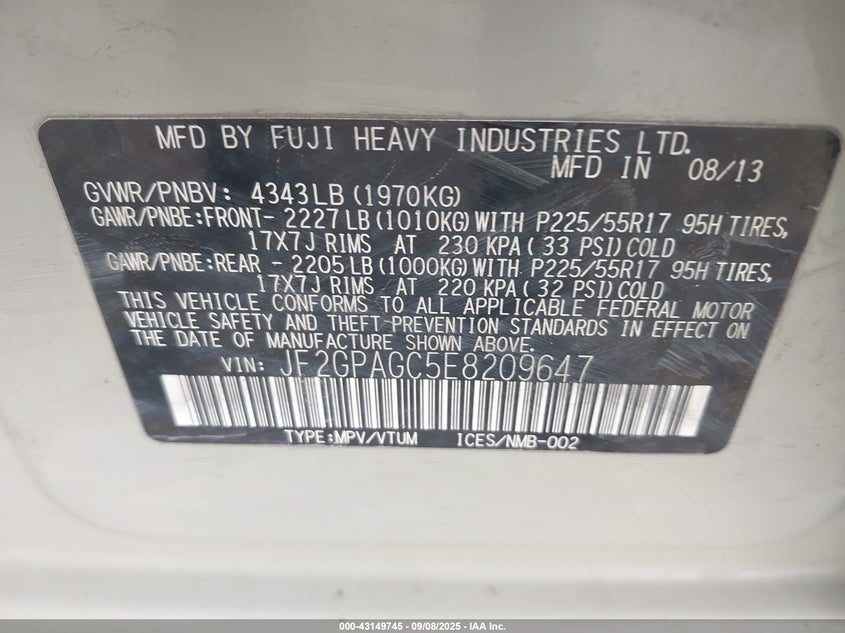 MFD BY FUJI HEAVY INDUSTRIES LTD.
MFD IN 08/13
GVWR/PNBV: 4343LB (1970KG)
GAWR/PNBE:FRONT- 2227 LB (1010KG) WITH P225/55R17 95H TIRES,
17X7J RIMS AT 230 KPA ( 33 PSI) COLD
GAWR/PNBE:REAR - 2205 LB (1000KG) WITH P225/55R17 95H TIRES,
17X7J RIMS AT 220 KPA ( 32 PSI) COLD
THIS VEHICLE CONFORMS TO ALL APPLICABLE FEDERAL MOTOR
VEHICLE SAFETY AND THEFT PREVENTION STANDARDS IN EFFECT ON
THE DATE OF MANUFACTURE SHOWN ABOVE.
VIN: JF2GPAGC5E8209647
TYPE:MPV/VTUM ICES/NMB-002
000-43149745 - 09/08/2025 - IAA Inc.